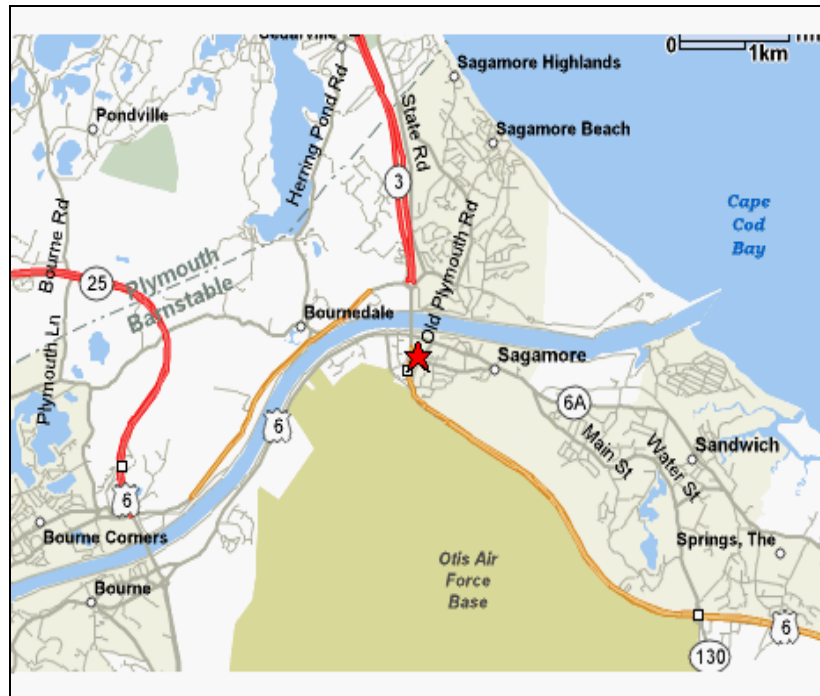 Cedarville
0
1km
Sagamore Highlands
Pondville
Herring Pond Rd
State Rd
Sagamore Beach
3
Cape
Cod
Bay
Bourne Rd
25
Plymouth
Barnstable
Old Plymouth Rd
Bournedale
Plymouth Ln
Sagamore
6A
6
Main St
Water St
Sandwich
6
Bourne Corners
Springs, The
Otis Air
Force
Base
Bourne
6
130